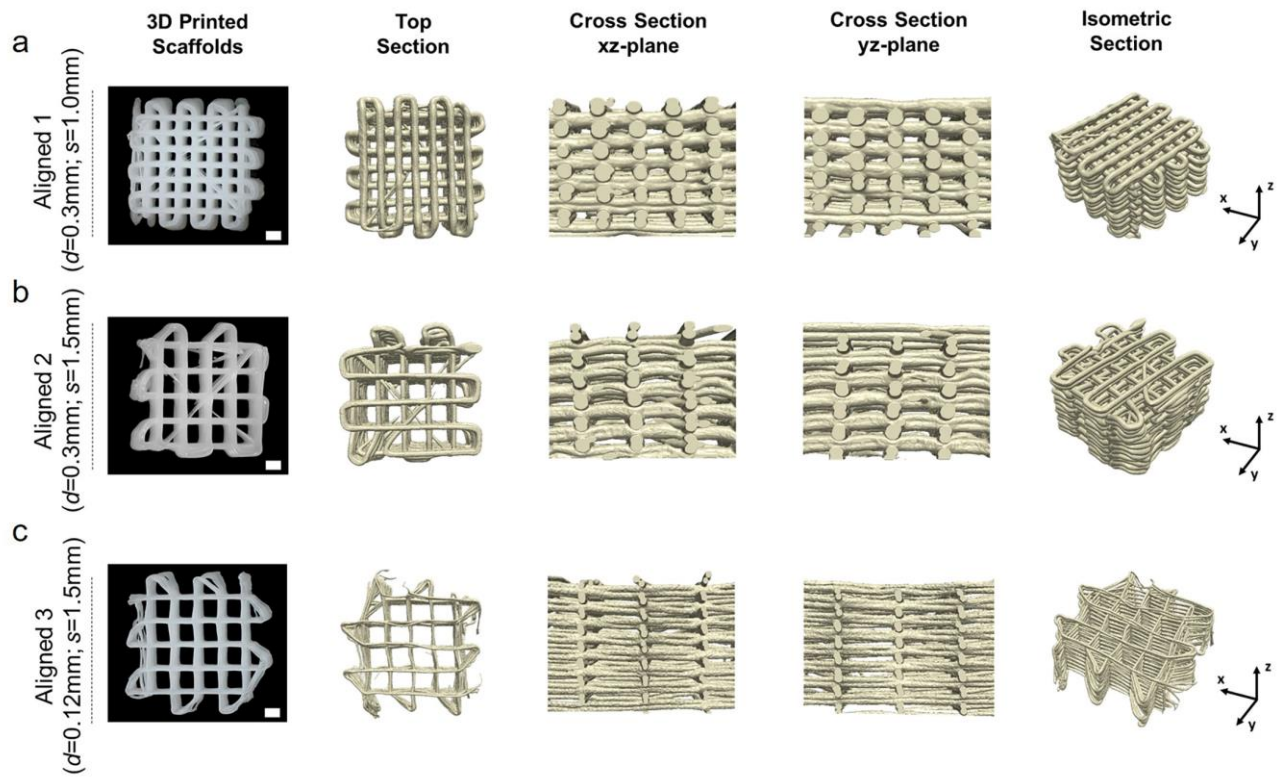 3D Printed
Scaffolds
Top
Section
Cross Section
xz-plane
Cross Section
yz-plane
Isometric
Section
a
Aligned 1
(d=0.3mm; s=1.0mm)
z
x
y
b
Aligned 2
(d=0.3mm; s=1.5mm)
z
x
y
c
Aligned 3
(d=0.12mm; s=1.5mm)
z
x
y